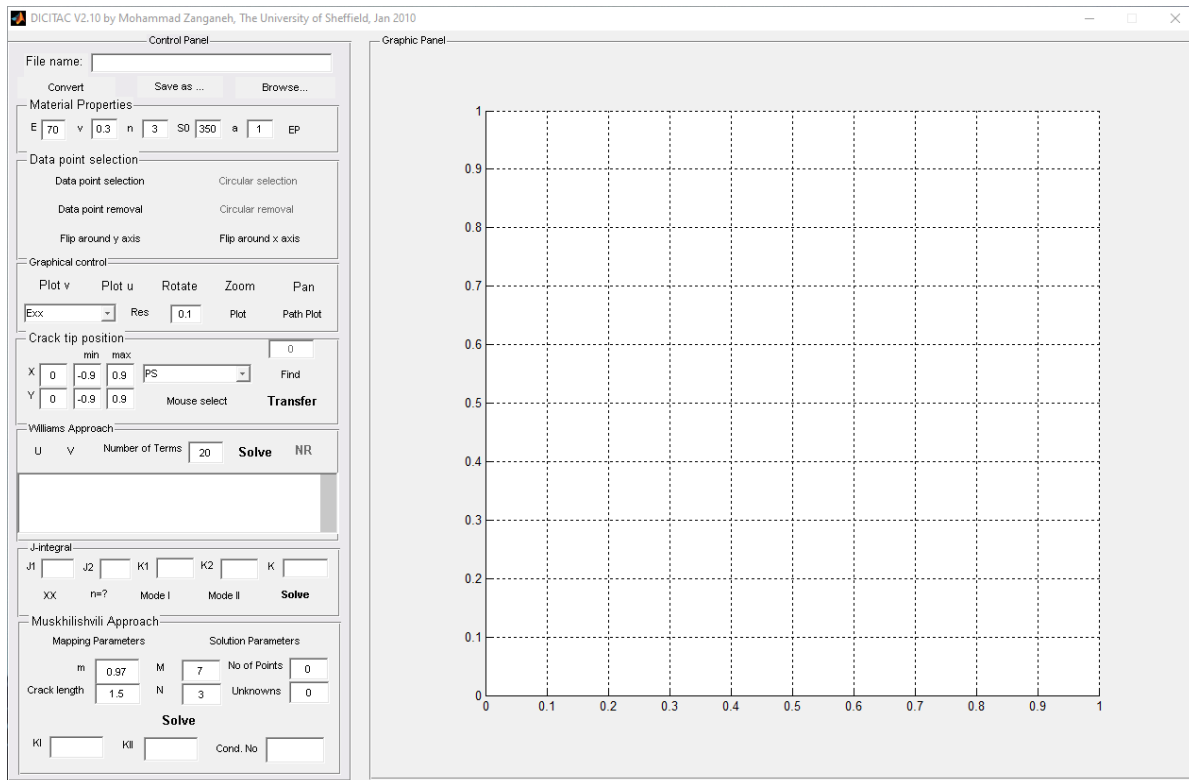 DICITAC V2.10 by Mohammad Zanganeh, The University of Sheffield, Jan 2010
Control Panel
File name:
Convert Save as ... Browse...
Material Properties
E 70 v 0.3 n 3 S0 350 a 1 EP
Data point selection
Data point selection Circular selection
Data point removal Circular removal
Flip around y axis Flip around x axis
Graphical control
Plot v Plot u Rotate Zoom Pan
Exx Res 0.1 Plot Path Plot
Crack tip position
0
min max
X 0 -0.9 0.9 PS Find
Y 0 -0.9 0.9 Mouse select Transfer
Williams Approach
U V Number of Terms 20 Solve NR
J-integral
J1 J2 K1 K2 K
XX n=? Mode I Mode II Solve
Muskhilishvili Approach
Mapping Parameters Solution Parameters
m 0.97 M 7 No of Points 0
Crack length 1.5 N 3 Unknowns 0
Solve
KI KII Cond. No
Graphic Panel
1
0.9
0.8
0.7
0.6
0.5
0.4
0.3
0.2
0.1
0
0 0.1 0.2 0.3 0.4 0.5 0.6 0.7 0.8 0.9 1